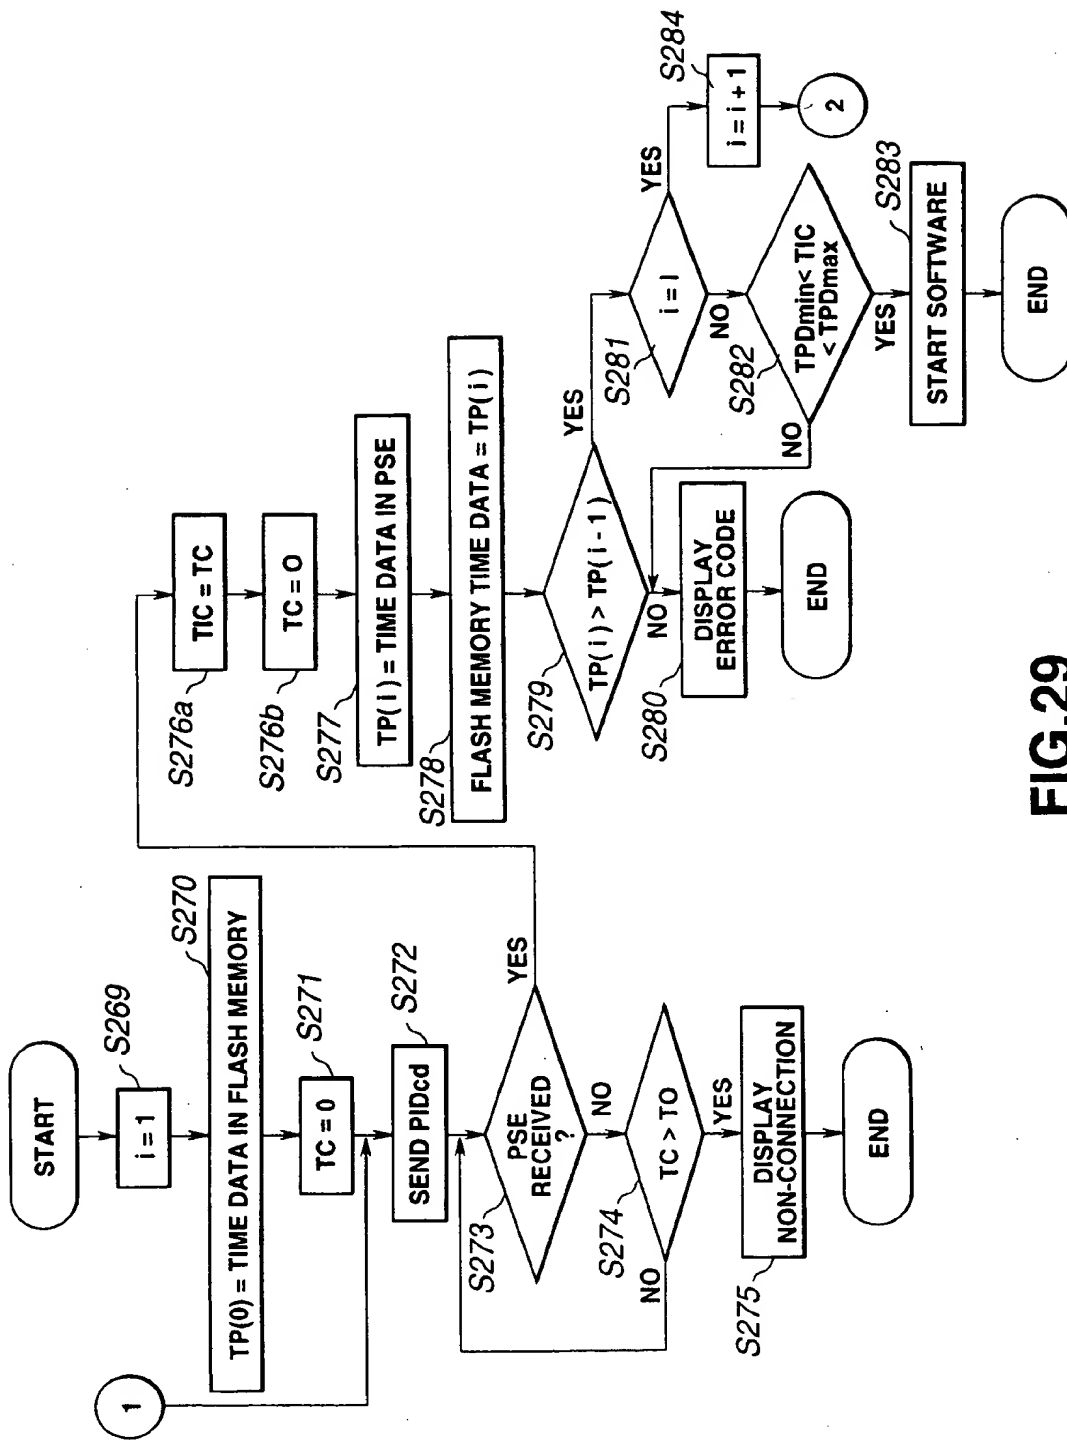 START
S269
i = 1
S270
TP(0) = TIME DATA IN FLASH MEMORY
S271
TC = 0
1
S272
SEND PIDcd
S273
PSE
RECEIVED
?
YES
NO
S274
TC > TO
NO
YES
S275
DISPLAY
NON-CONNECTION
END
S276a
TIC = TC
S276b
TC = O
S277
TP( i ) = TIME DATA IN PSE
S278
FLASH MEMORY TIME DATA = TP( i )
S279
TP( i ) > TP( i - 1 )
YES
NO
S280
DISPLAY
ERROR CODE
END
S281
i = I
YES
NO
S284
i = i + 1
2
S282
TPDmin< TIC
< TPDmax
NO
YES
S283
START SOFTWARE
END
FIG.29